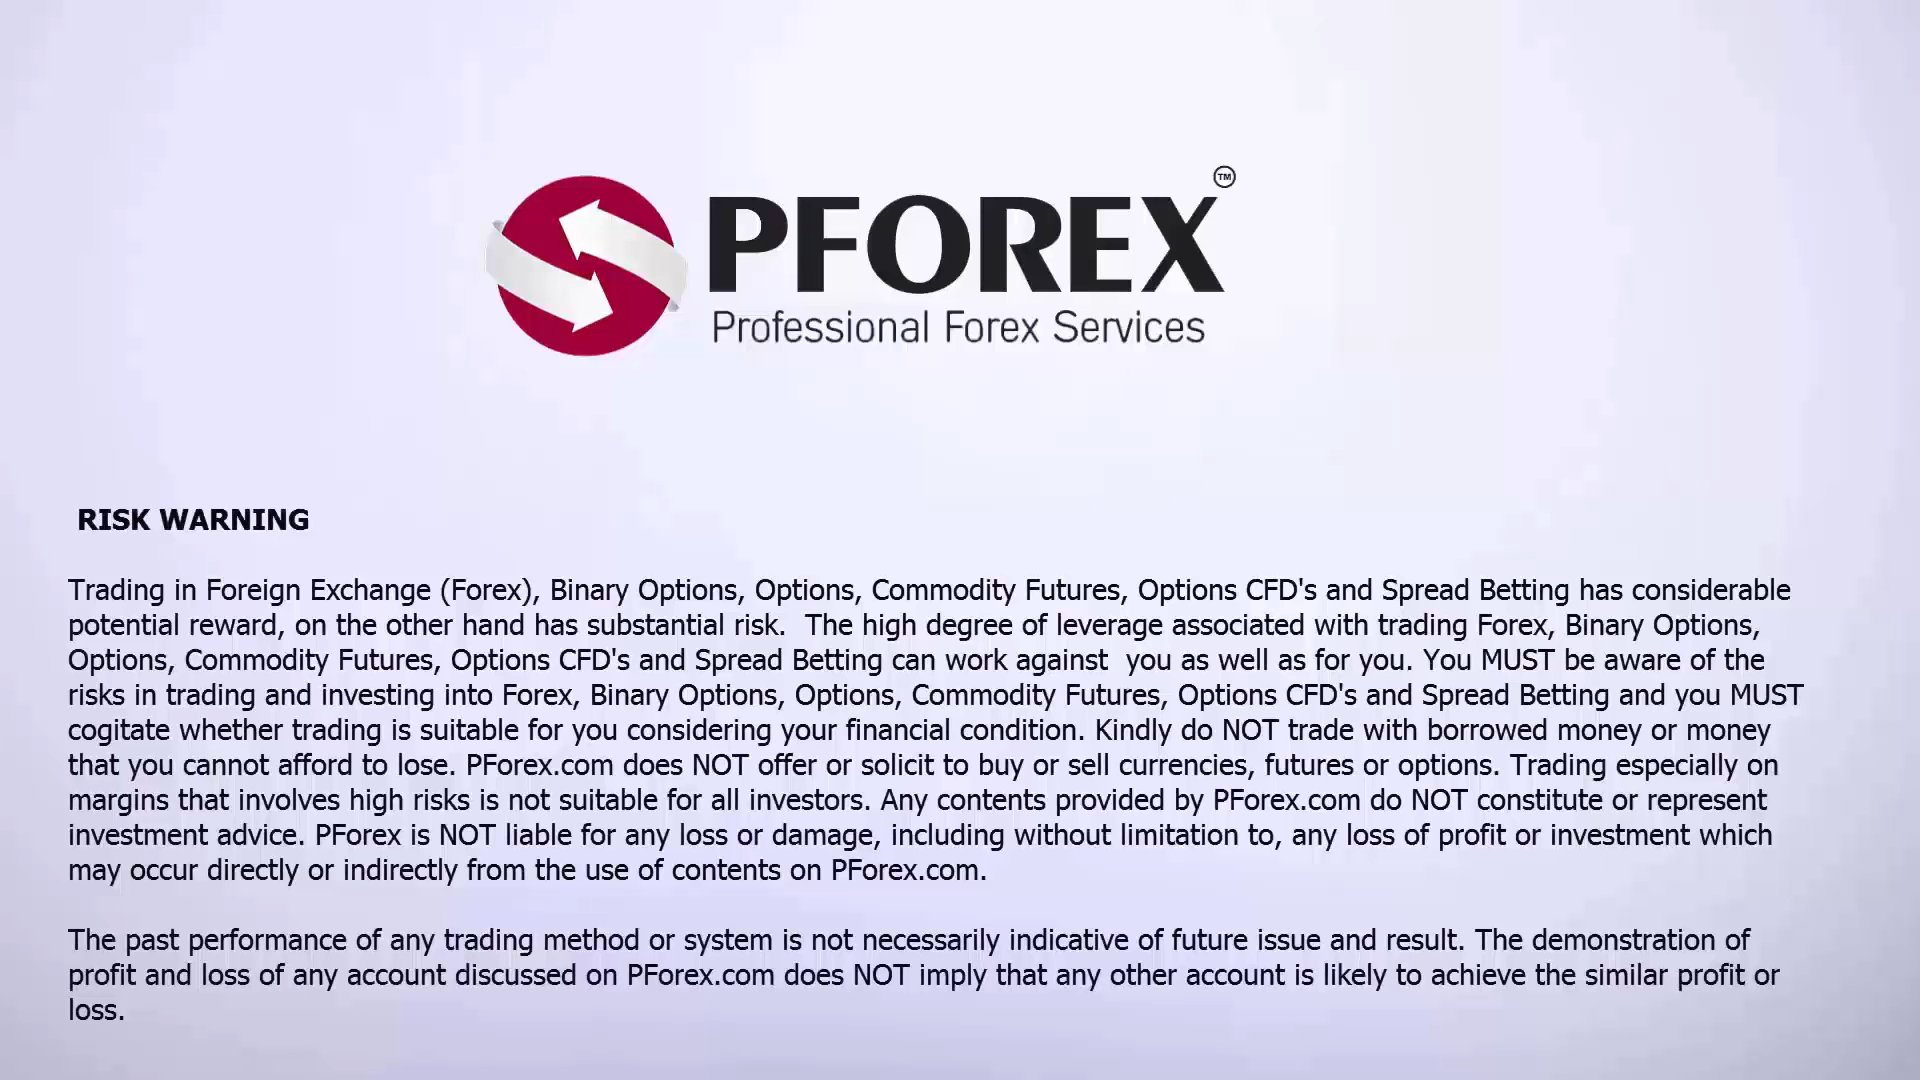 PFOREX TM
Professional Forex Services
RISK WARNING
Trading in Foreign Exchange (Forex), Binary Options, Options, Commodity Futures, Options CFD's and Spread Betting has considerable
potential reward, on the other hand has substantial risk.  The high degree of leverage associated with trading Forex, Binary Options,
Options, Commodity Futures, Options CFD's and Spread Betting can work against  you as well as for you. You MUST be aware of the
risks in trading and investing into Forex, Binary Options, Options, Commodity Futures, Options CFD's and Spread Betting and you MUST
cogitate whether trading is suitable for you considering your financial condition. Kindly do NOT trade with borrowed money or money
that you cannot afford to lose. PForex.com does NOT offer or solicit to buy or sell currencies, futures or options. Trading especially on
margins that involves high risks is not suitable for all investors. Any contents provided by PForex.com do NOT constitute or represent
investment advice. PForex is NOT liable for any loss or damage, including without limitation to, any loss of profit or investment which
may occur directly or indirectly from the use of contents on PForex.com.
The past performance of any trading method or system is not necessarily indicative of future issue and result. The demonstration of
profit and loss of any account discussed on PForex.com does NOT imply that any other account is likely to achieve the similar profit or
loss.